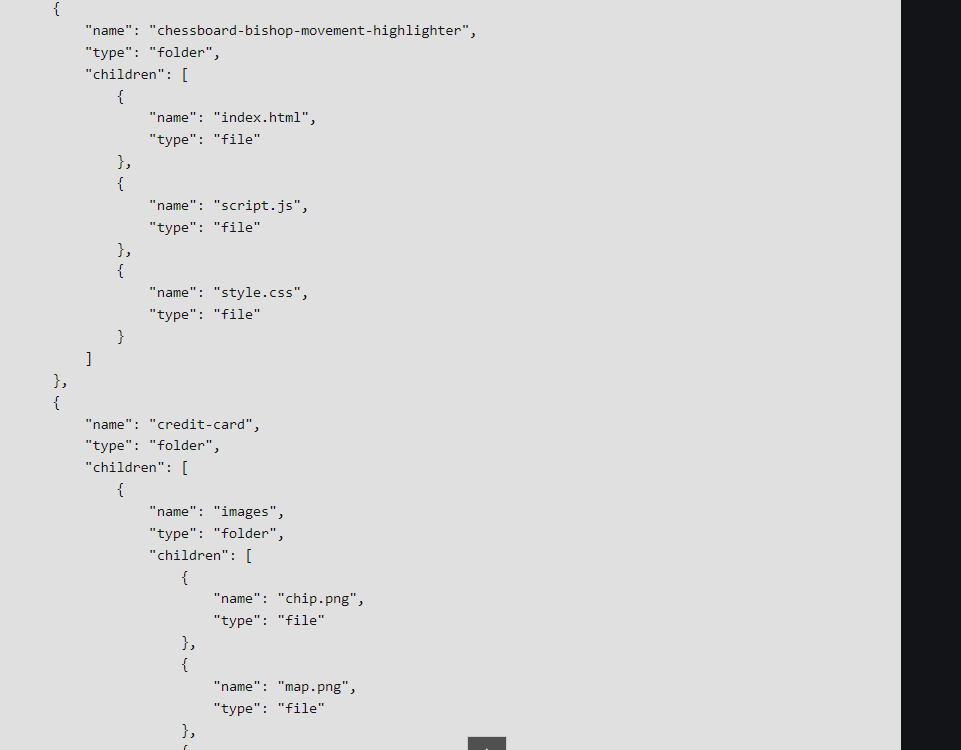 {
"name": "chessboard-bishop-movement-highlighter",
"type": "folder",
"children": [
{
"name": "index.html",
"type": "file"
},
{
"name": "script.js",
"type": "file"
},
{
"name": "style.css",
"type": "file"
}
]
},
{
"name": "credit-card",
"type": "folder",
"children": [
{
"name": "images",
"type": "folder",
"children": [
{
"name": "chip.png",
"type": "file"
},
{
"name": "map.png",
"type": "file"
},
{